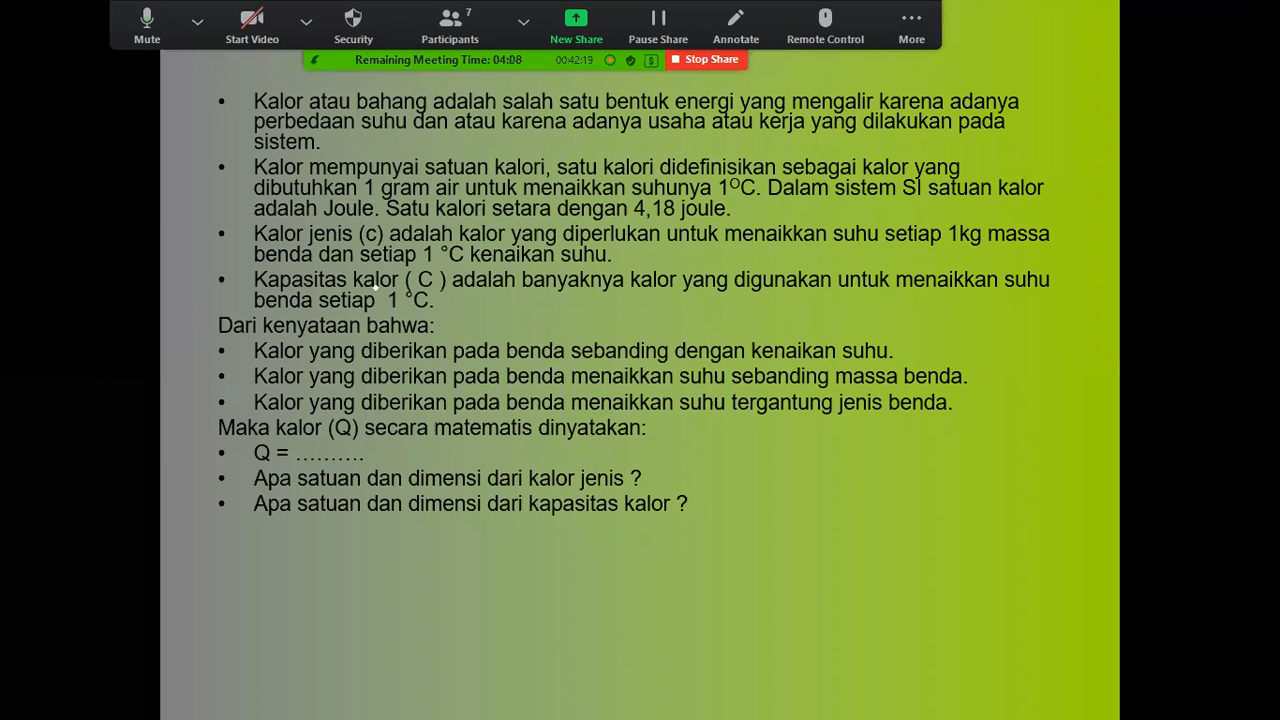 7
Mute
Start Video
Security
Participants
New Share
Pause Share
Annotate
Remote Control
More
Remaining Meeting Time: 04:08
00:42:19
Stop Share
• Kalor atau bahang adalah salah satu bentuk energi yang mengalir karena adanya
perbedaan suhu dan atau karena adanya usaha atau kerja yang dilakukan pada
sistem.
• Kalor mempunyai satuan kalori, satu kalori didefinisikan sebagai kalor yang
dibutuhkan 1 gram air untuk menaikkan suhunya 1ᴼC. Dalam sistem SI satuan kalor
adalah Joule. Satu kalori setara dengan 4,18 joule.
• Kalor jenis (c) adalah kalor yang diperlukan untuk menaikkan suhu setiap 1kg massa
benda dan setiap 1 °C kenaikan suhu.
• Kapasitas kalor ( C ) adalah banyaknya kalor yang digunakan untuk menaikkan suhu
benda setiap 1 °C.
Dari kenyataan bahwa:
• Kalor yang diberikan pada benda sebanding dengan kenaikan suhu.
• Kalor yang diberikan pada benda menaikkan suhu sebanding massa benda.
• Kalor yang diberikan pada benda menaikkan suhu tergantung jenis benda.
Maka kalor (Q) secara matematis dinyatakan:
• Q = ……….
• Apa satuan dan dimensi dari kalor jenis ?
• Apa satuan dan dimensi dari kapasitas kalor ?